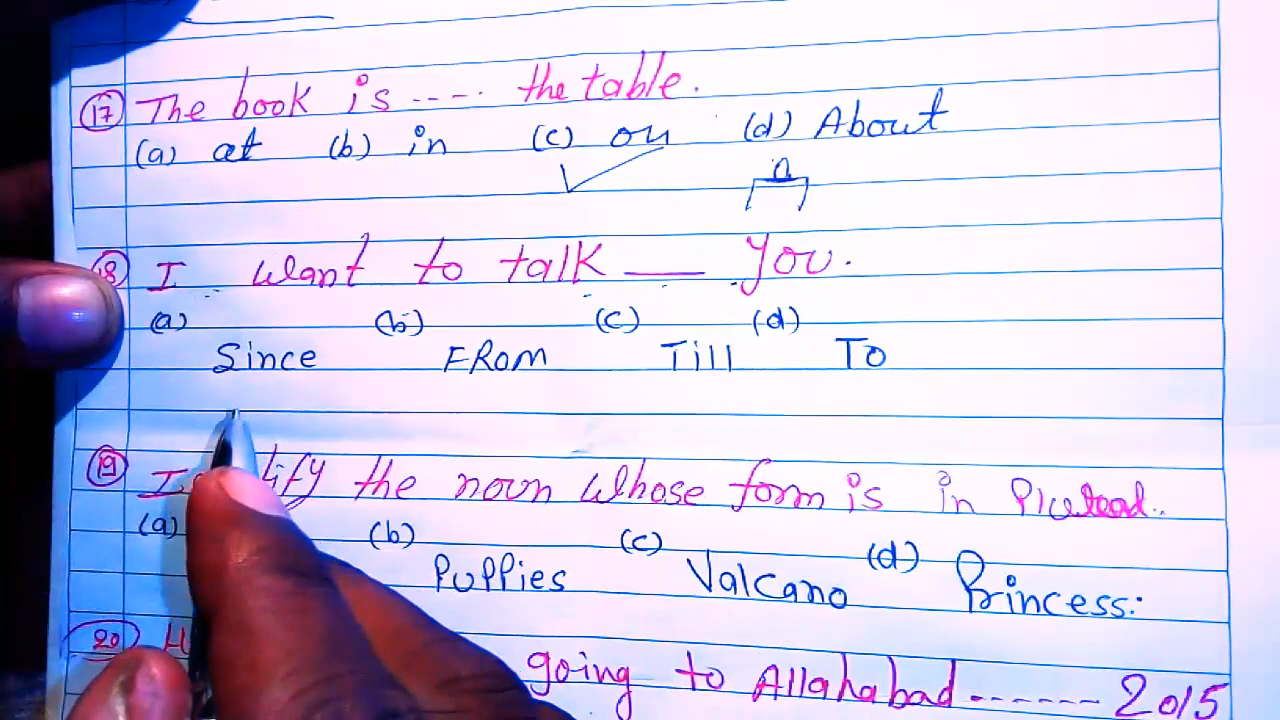 17 The book is ---. the table.
(a) at (b) in (c) on (d) About
18 I want to talk ___ You.
(a) (b) (c) (d)
Since FRom Till To
19 the noun Whose form is in
(a) (b) (c) (d)
PuPPies Valcano Princess:
20 going to Allahabad ------ 2015